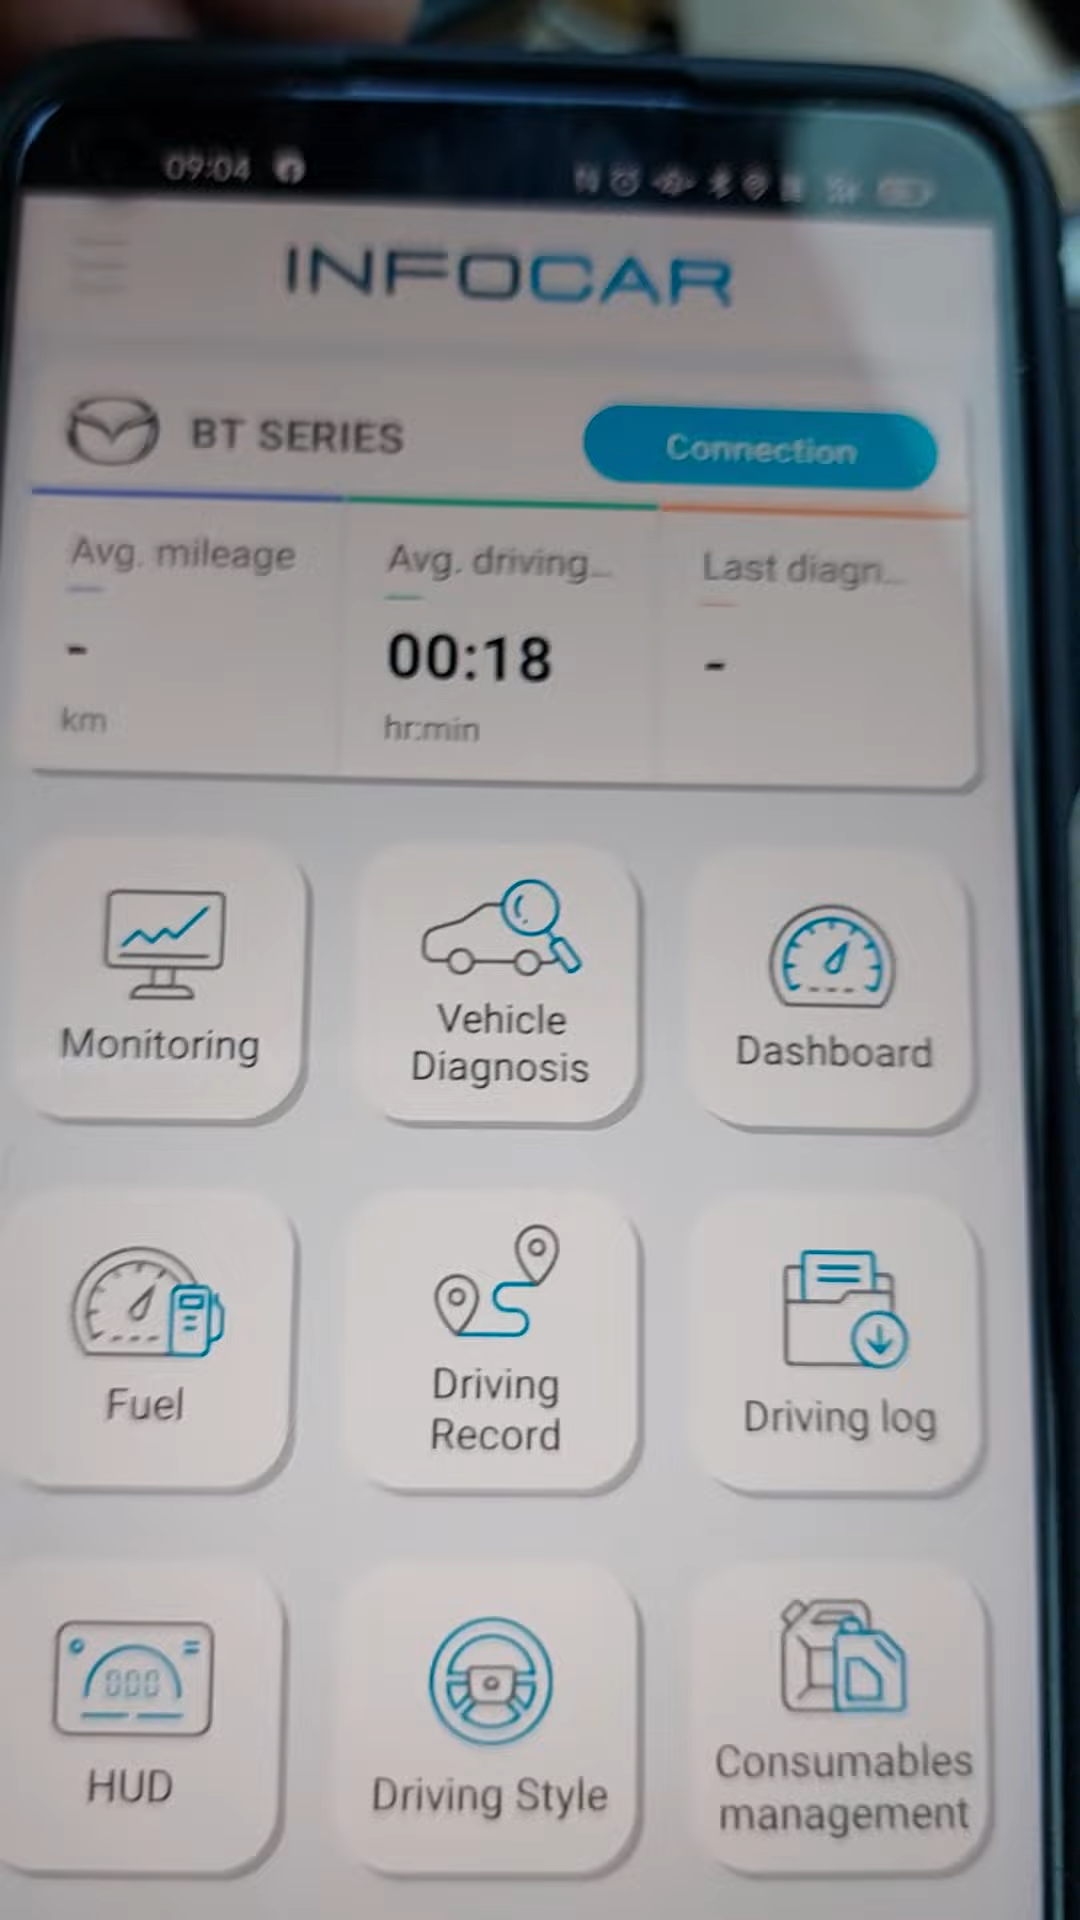 09:04
INFOCAR
BT SERIES
Connection
Avg. mileage
Avg. driving...
Last diagn...
-
00:18
-
km
hr:min
Monitoring
Vehicle
Diagnosis
Dashboard
Fuel
Driving
Record
Driving log
000
HUD
Driving Style
Consumables
management